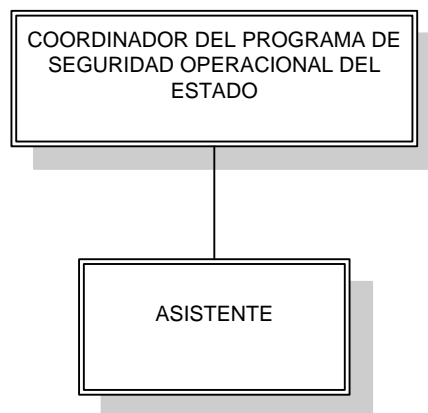 COORDINADOR DEL PROGRAMA DE
SEGURIDAD OPERACIONAL DEL
ESTADO
ASISTENTE